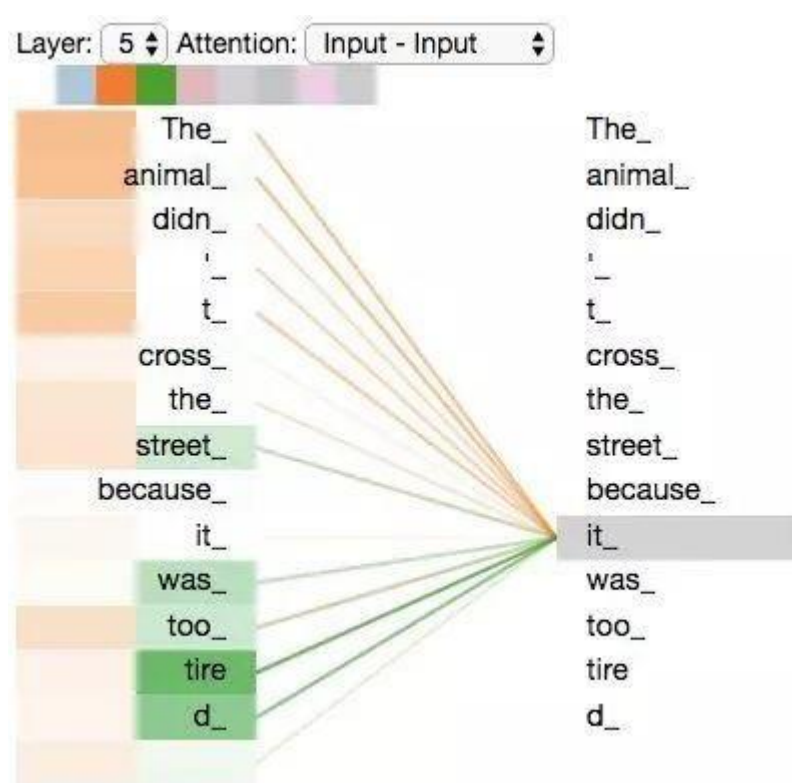 Layer: 5 Attention: Input - Input
The_ The_
animal_ animal_
didn_ didn_
'_ '_
t_ t_
cross_ cross_
the_ the_
street_ street_
because_ because_
it_ it_
was_ was_
too_ too_
tire tire
d_ d_